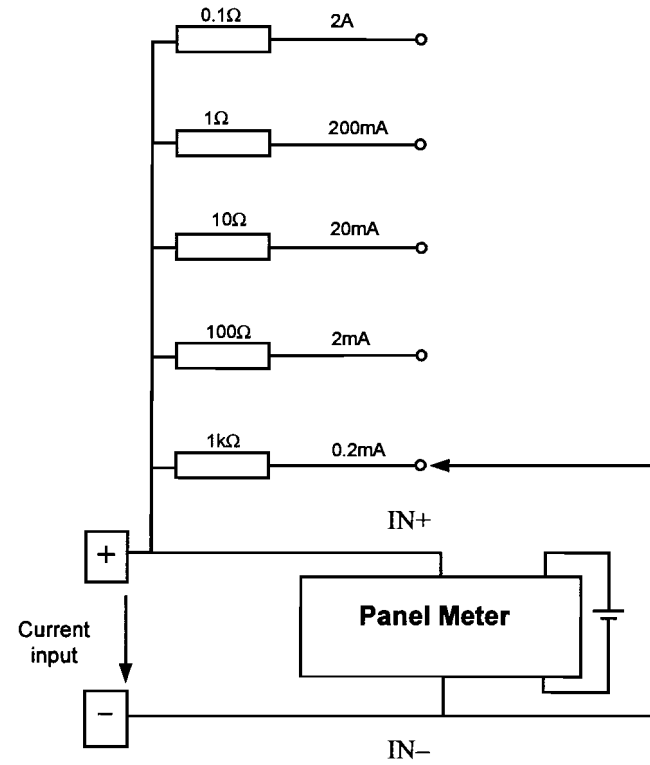 0.1Ω
2A
1Ω
200mA
10Ω
20mA
100Ω
2mA
1kΩ
0.2mA
IN+
+
Panel Meter
Current
input
−
IN−